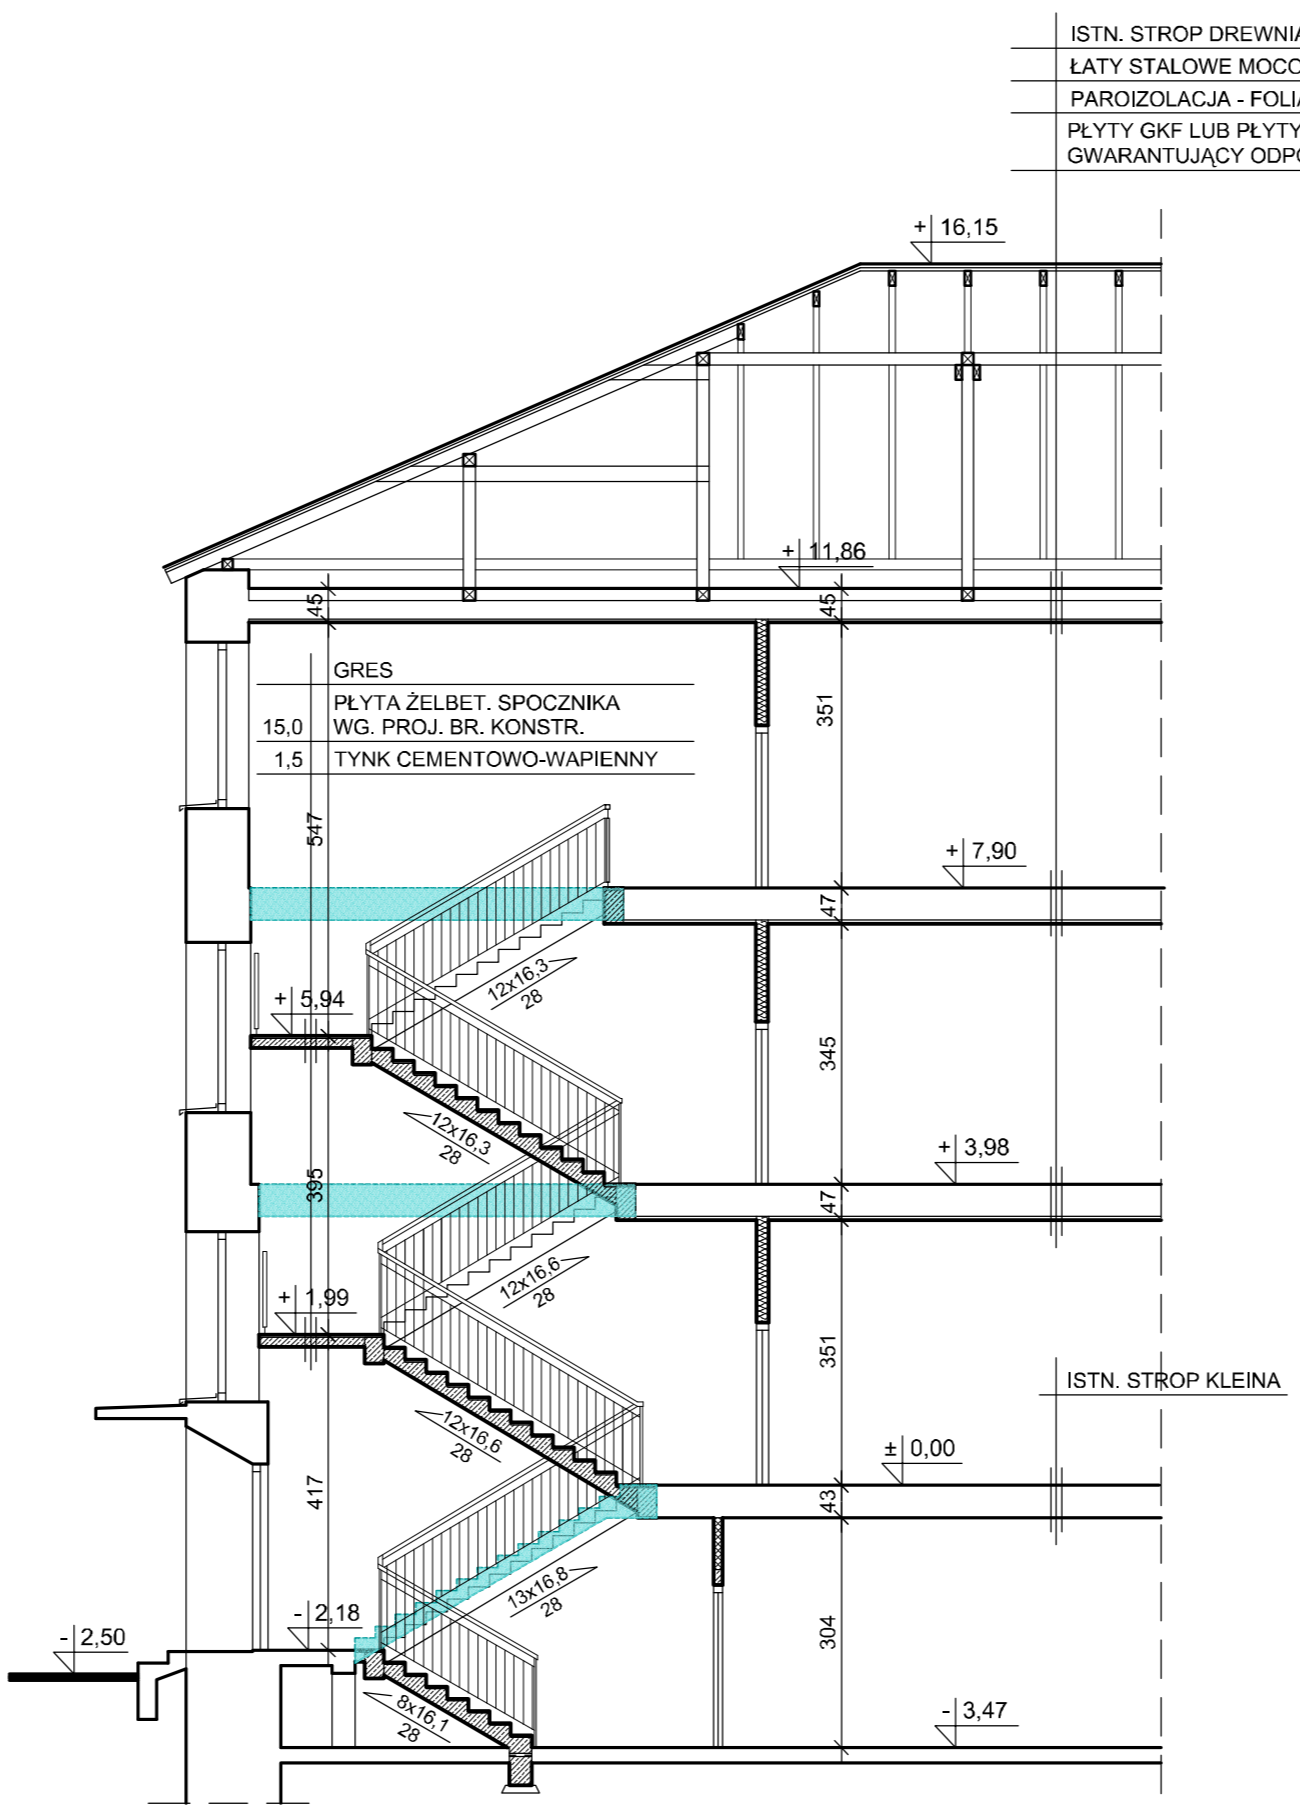 ISTN. STROP DREWNIA
ŁATY STALOWE MOCO
PAROIZOLACJA - FOLIA
PŁYTY GKF LUB PŁYTY
GWARANTUJĄCY ODPO
+ 16,15
+ 11,86
45
45
GRES
PŁYTA ŻELBET. SPOCZNIKA
15,0 WG. PROJ. BR. KONSTR.
1,5 TYNK CEMENTOWO-WAPIENNY
351
547
+ 7,90
47
12x16,3
28
+ 5,94
345
12x16,3
28
+ 3,98
395
47
12x16,6
28
+ 1,99
351
ISTN. STROP KLEINA
12x16,6
28
± 0,00
417
43
13x16,8
28
- 2,18
- 2,50
304
8x16,1
28
- 3,47